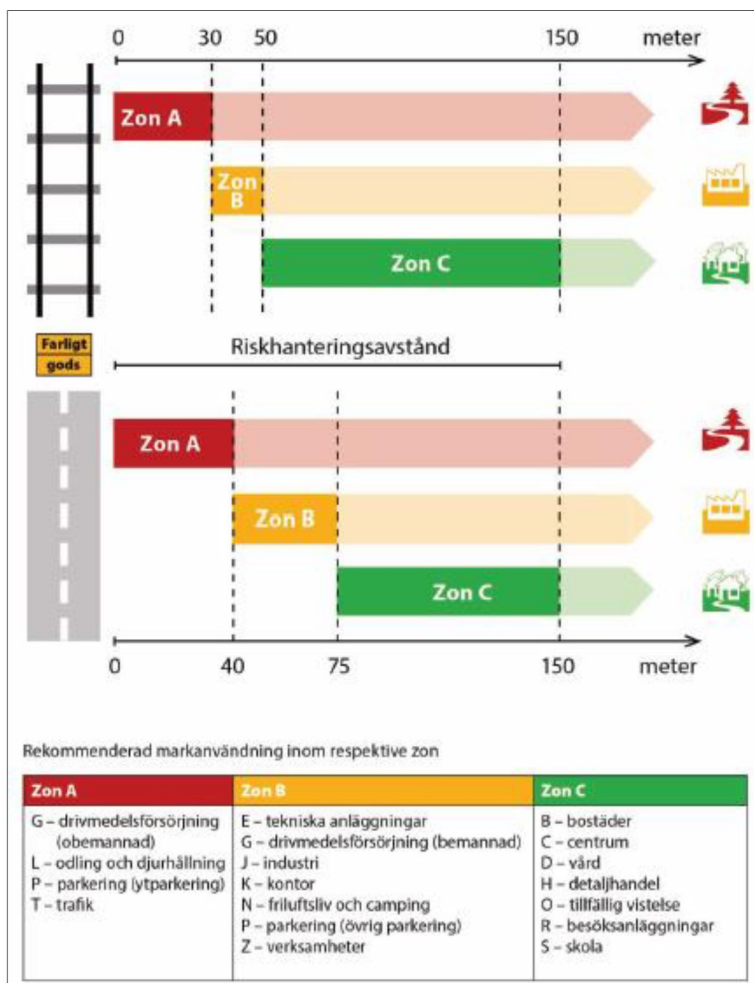 0 30 50 150 meter
Zon A
Zon
B
Zon C
Farligt
gods
Riskhanteringsavstånd
Zon A
Zon B
Zon C
0 40 75 150 meter
Rekommenderad markanvändning inom respektive zon
Zon A
G – drivmedelsförsörjning
(obemannad)
L – odling och djurhållning
P – parkering (ytparkering)
T – trafik
Zon B
E – tekniska anläggningar
G – drivmedelsförsörjning (bemannad)
J – industri
K – kontor
N – friluftsliv och camping
P – parkering (övrig parkering)
Z – verksamheter
Zon C
B – bostäder
C – centrum
D – vård
H – detaljhandel
O – tillfällig vistelse
R – besöksanläggningar
S – skola